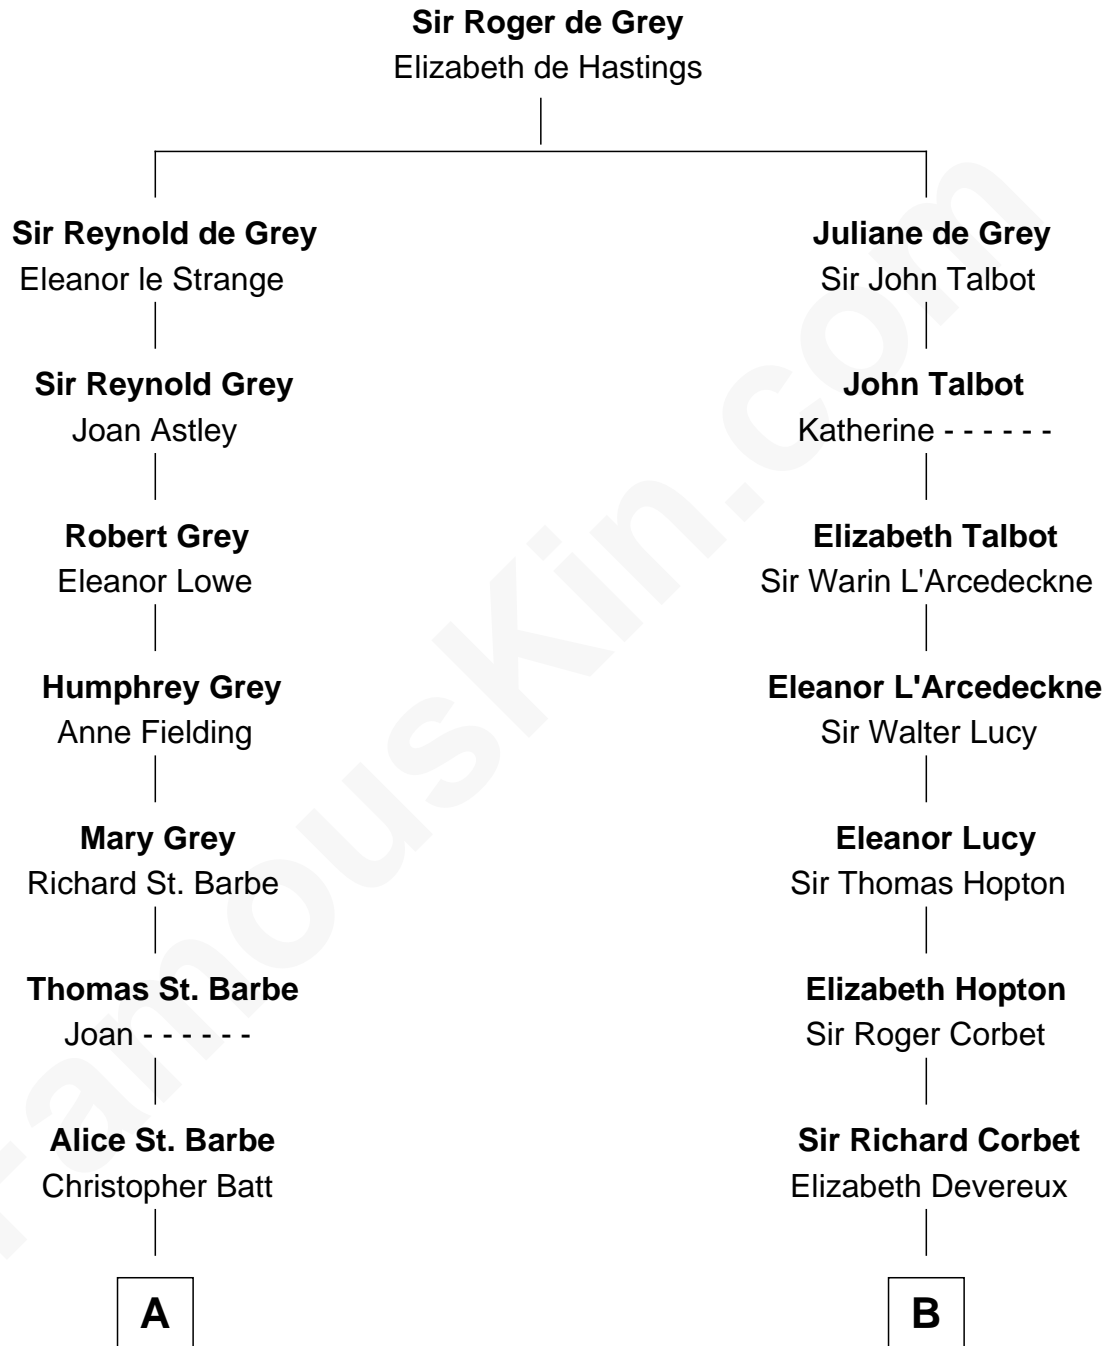 Sir Roger de Grey
Elizabeth de Hastings
Sir Reynold de Grey
Eleanor le Strange
Juliane de Grey
Sir John Talbot
Sir Reynold Grey
Joan Astley
John Talbot
Katherine - - - - - -
Robert Grey
Eleanor Lowe
Elizabeth Talbot
Sir Warin L'Arcedeckne
Humphrey Grey
Anne Fielding
Eleanor L'Arcedeckne
Sir Walter Lucy
Mary Grey
Richard St. Barbe
Eleanor Lucy
Sir Thomas Hopton
Thomas St. Barbe
Joan - - - - - -
Elizabeth Hopton
Sir Roger Corbet
Alice St. Barbe
Christopher Batt
Sir Richard Corbet
Elizabeth Devereux
A
B
FamousKin.com